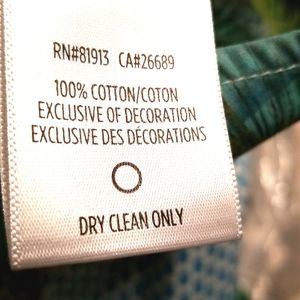 RN#81913 CA#26689
100% COTTON/COTON
EXCLUSIVE OF DECORATION
EXCLUSIVE DES DÉCORATIONS
DRY CLEAN ONLY